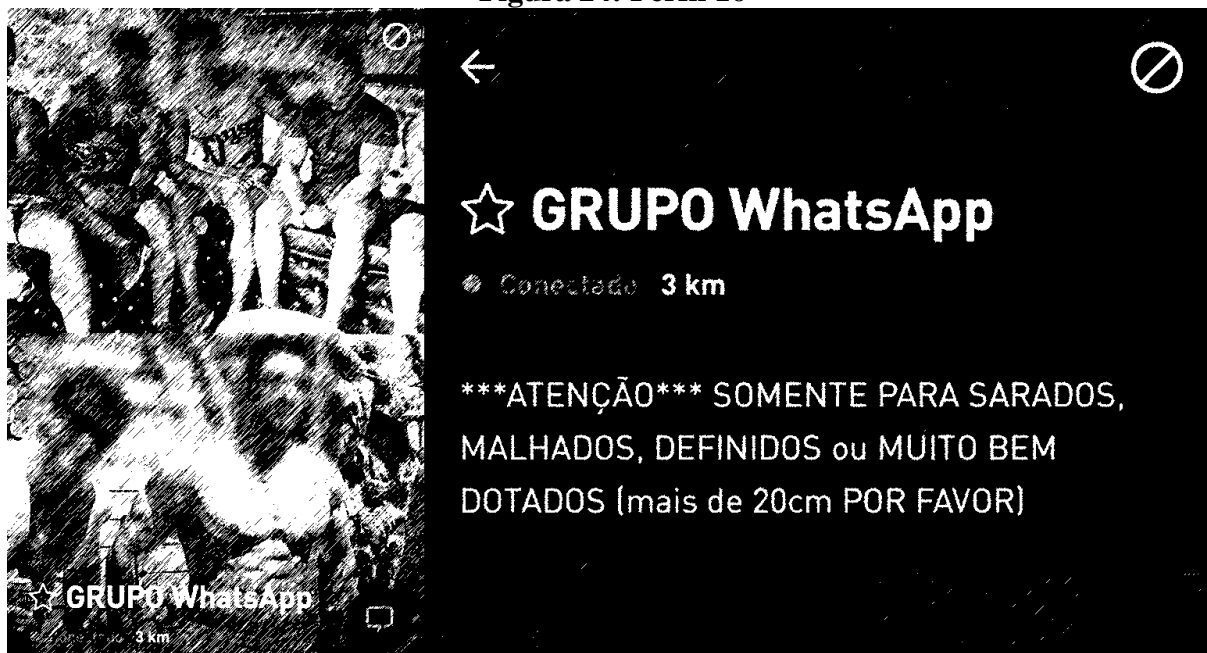 GRUPO WhatsApp
3 km
☆ GRUPO WhatsApp
Conectado 3 km
***ATENÇÃO*** SOMENTE PARA SARADOS,
MALHADOS, DEFINIDOS ou MUITO BEM
DOTADOS (mais de 20cm POR FAVOR)